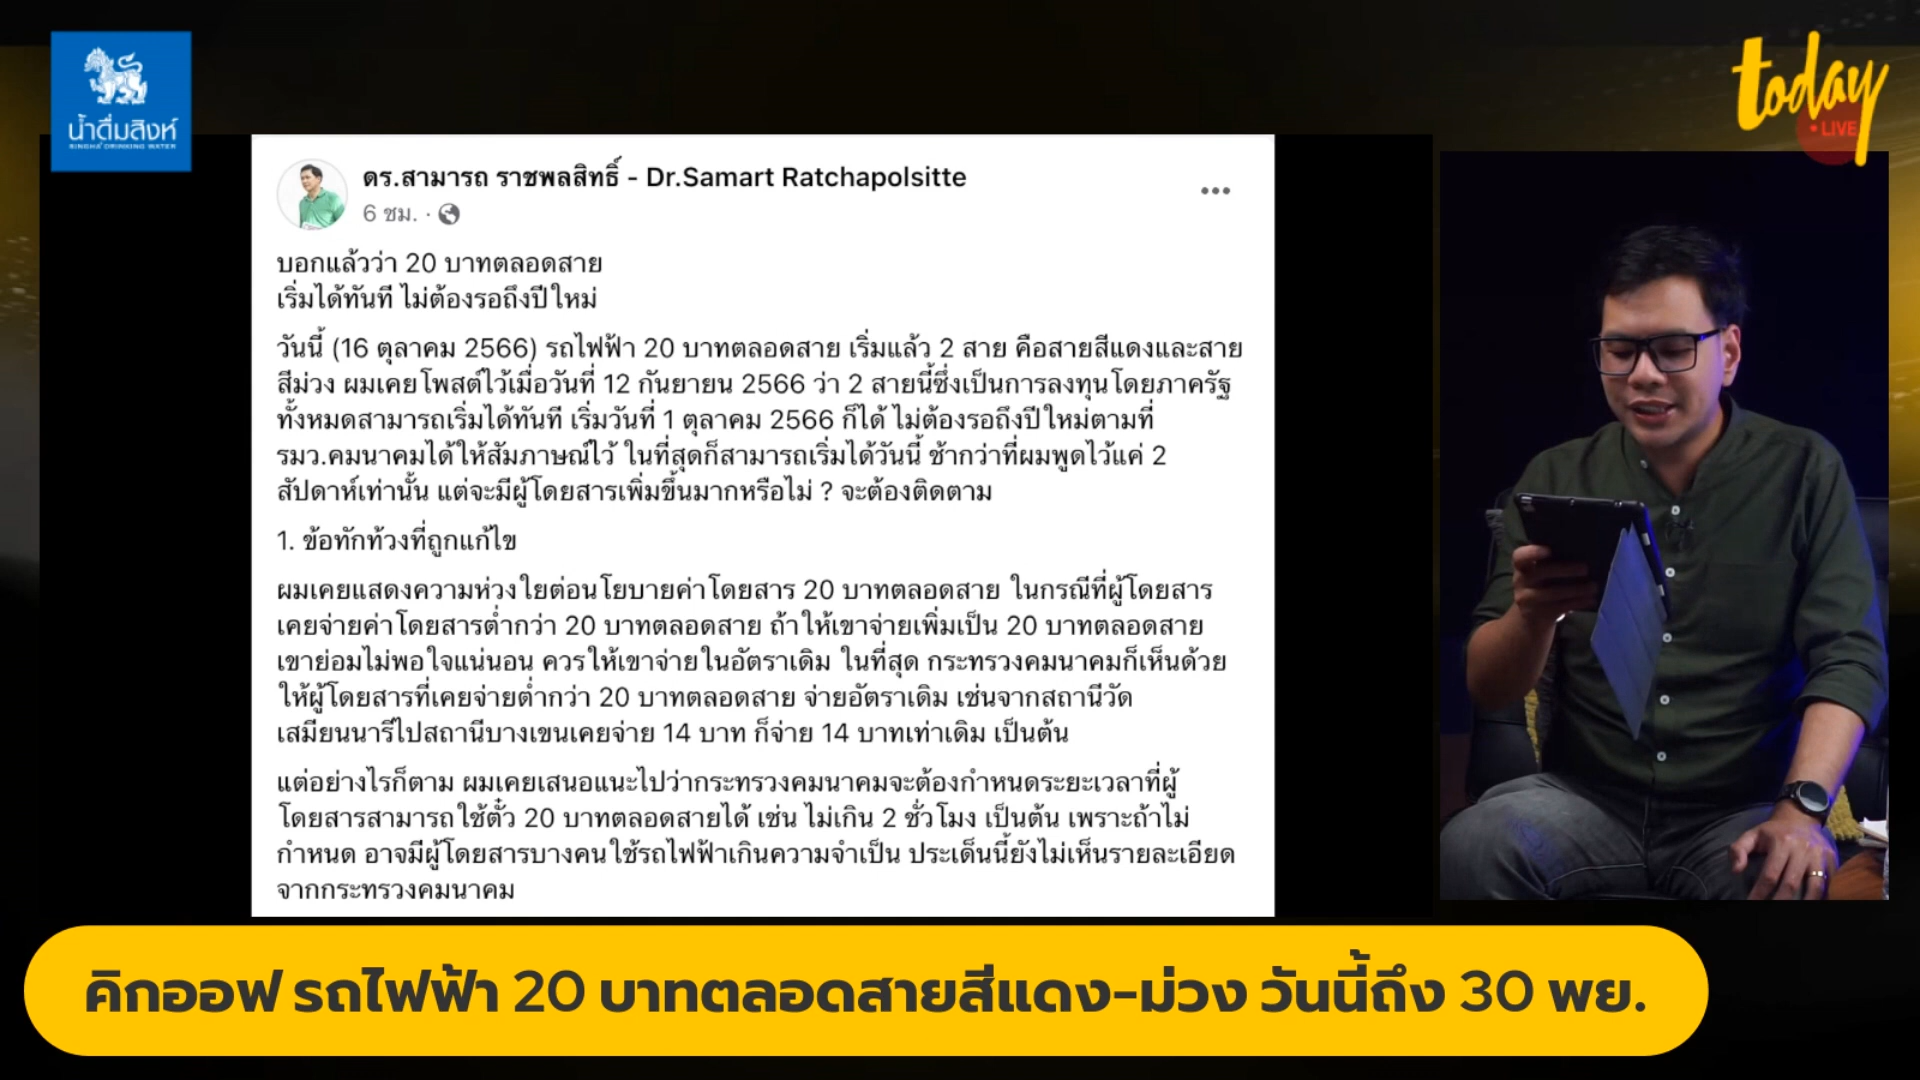 น้ำดื่มสิงห์
SINGHA DRINKING WATER
today
LIVE
ดร.สามารถ ราชพลสิทธิ์ - Dr.Samart Ratchapolsitte
6 ชม. ·
บอกแล้วว่า 20 บาทตลอดสาย
เริ่มได้ทันที ไม่ต้องรอถึงปีใหม่
วันนี้ (16 ตุลาคม 2566) รถไฟฟ้า 20 บาทตลอดสาย เริ่มแล้ว 2 สาย คือสายสีแดงและสาย
สีม่วง ผมเคยโพสต์ไว้เมื่อวันที่ 12 กันยายน 2566 ว่า 2 สายนี้ซึ่งเป็นการลงทุนโดยภาครัฐ
ทั้งหมดสามารถเริ่มได้ทันที เริ่มวันที่ 1 ตุลาคม 2566 ก็ได้ ไม่ต้องรอถึงปีใหม่ตามที่
รมว.คมนาคมได้ให้สัมภาษณ์ไว้ ในที่สุดก็สามารถเริ่มได้วันนี้ ช้ากว่าที่ผมพูดไว้แค่ 2
สัปดาห์เท่านั้น แต่จะมีผู้โดยสารเพิ่มขึ้นมากหรือไม่ ? จะต้องติดตาม
1. ข้อทักท้วงที่ถูกแก้ไข
ผมเคยแสดงความห่วงใยต่อนโยบายค่าโดยสาร 20 บาทตลอดสาย ในกรณีที่ผู้โดยสาร
เคยจ่ายค่าโดยสารต่ำกว่า 20 บาทตลอดสาย ถ้าให้เขาจ่ายเพิ่มเป็น 20 บาทตลอดสาย
เขาย่อมไม่พอใจแน่นอน ควรให้เขาจ่ายในอัตราเดิม ในที่สุด กระทรวงคมนาคมก็เห็นด้วย
ให้ผู้โดยสารที่เคยจ่ายต่ำกว่า 20 บาทตลอดสาย จ่ายอัตราเดิม เช่นจากสถานีวัด
เสมียนนารีไปสถานีบางเขนเคยจ่าย 14 บาท ก็จ่าย 14 บาทเท่าเดิม เป็นต้น
แต่อย่างไรก็ตาม ผมเคยเสนอแนะไปว่ากระทรวงคมนาคมจะต้องกำหนดระยะเวลาที่ผู้
โดยสารสามารถใช้ตั๋ว 20 บาทตลอดสายได้ เช่น ไม่เกิน 2 ชั่วโมง เป็นต้น เพราะถ้าไม่
กำหนด อาจมีผู้โดยสารบางคนใช้รถไฟฟ้าเกินความจำเป็น ประเด็นนี้ยังไม่เห็นรายละเอียด
จากกระทรวงคมนาคม
คิกออฟ รถไฟฟ้า 20 บาทตลอดสายสีแดง-ม่วง วันนี้ถึง 30 พย.